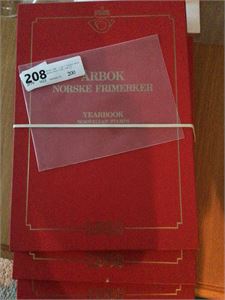 208
200
ÅRBOK
NORSKE FRIMERKER
YEARBOOK
NORWEGIAN STAMPS